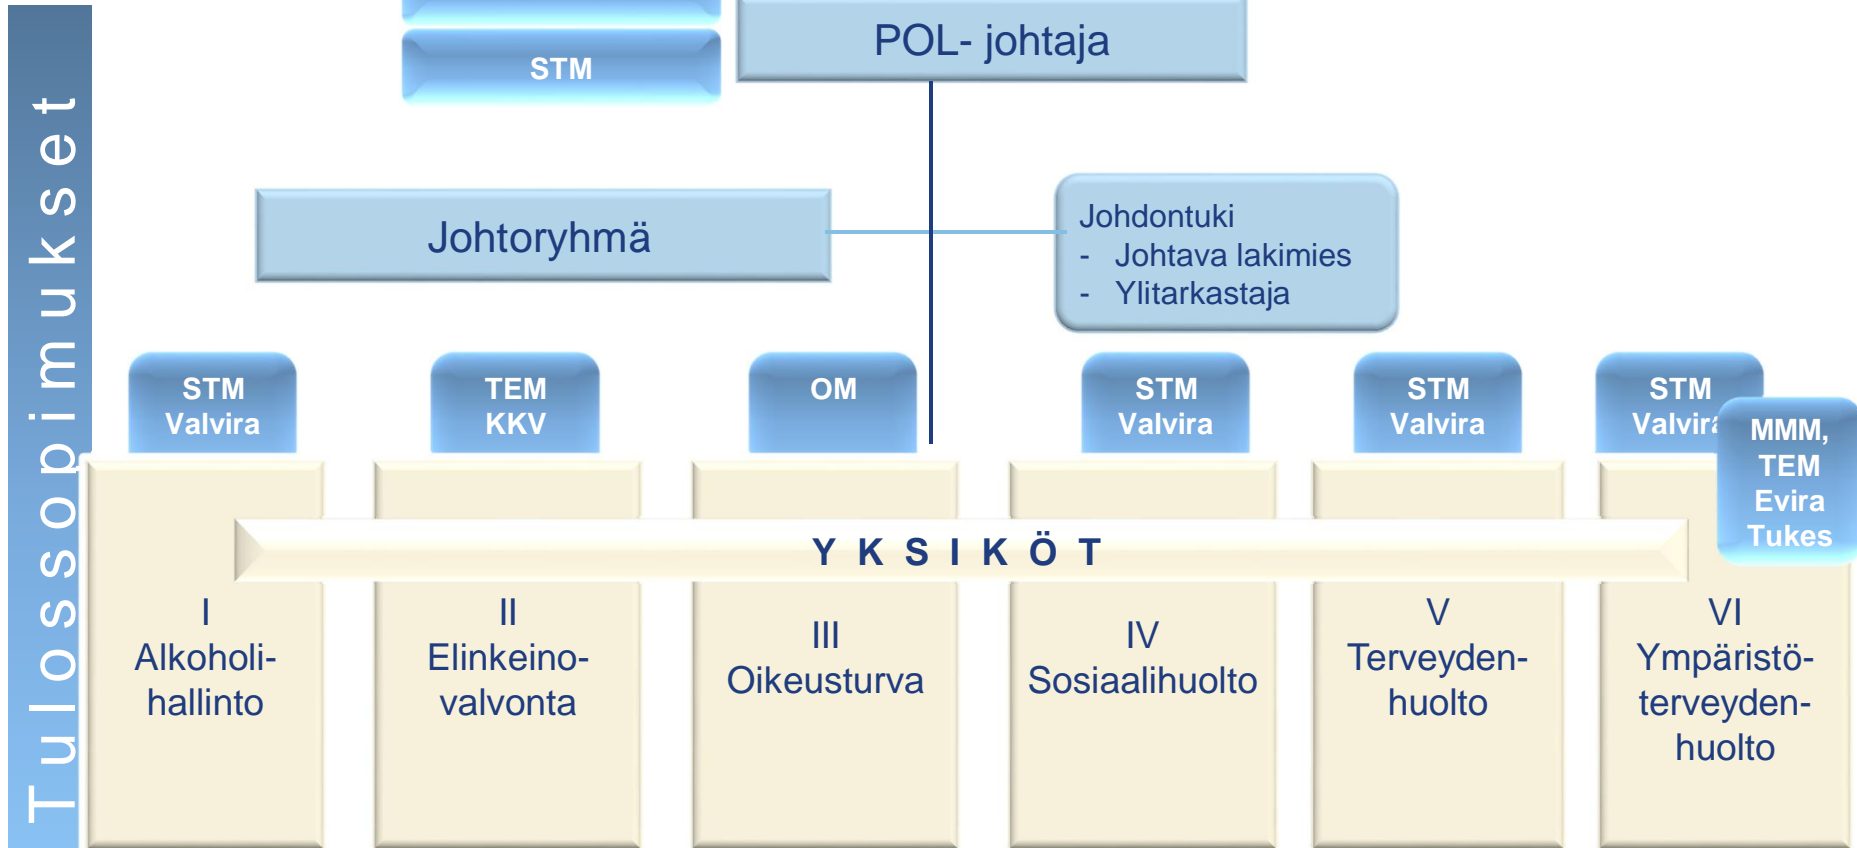 Tulossopimukset
STM
POL- johtaja
Johtoryhmä
Johdontuki
- Johtava lakimies
- Ylitarkastaja
STM
Valvira
TEM
KKV
OM
STM
Valvira
STM
Valvira
STM
Valvira
MMM,
TEM
Evira
Tukes
YKSIKÖT
I
Alkoholi-
hallinto
II
Elinkeino-
valvonta
III
Oikeusturva
IV
Sosiaalihuolto
V
Terveyden-
huolto
VI
Ympäristö-
terveyden-
huolto